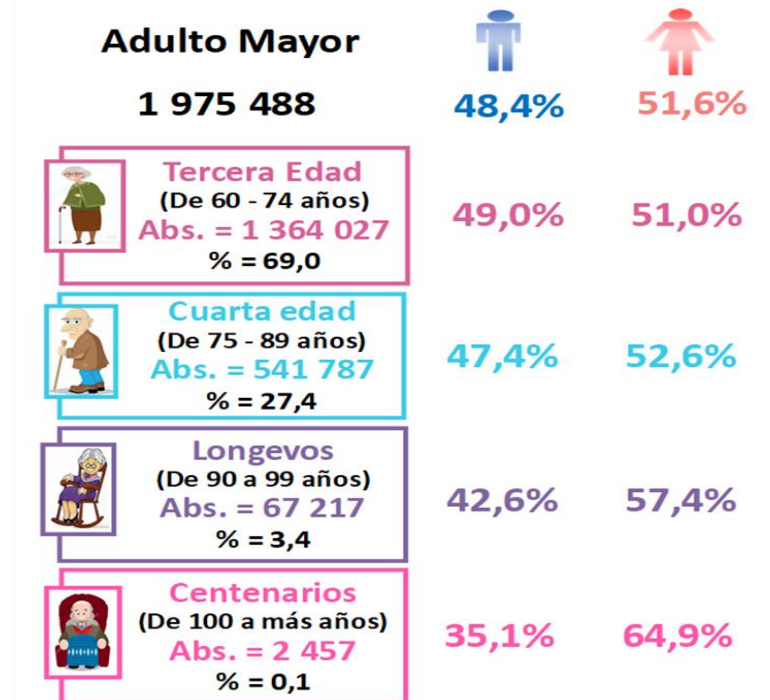 Adulto Mayor
1 975 488
48,4%
51,6%
Tercera Edad
(De 60 - 74 años)
Abs. = 1 364 027
% = 69,0
49,0%
51,0%
Cuarta edad
(De 75 - 89 años)
Abs. = 541 787
% = 27,4
47,4%
52,6%
Longevos
(De 90 a 99 años)
Abs. = 67 217
% = 3,4
42,6%
57,4%
Centenarios
(De 100 a más años)
Abs. = 2 457
% = 0,1
35,1%
64,9%